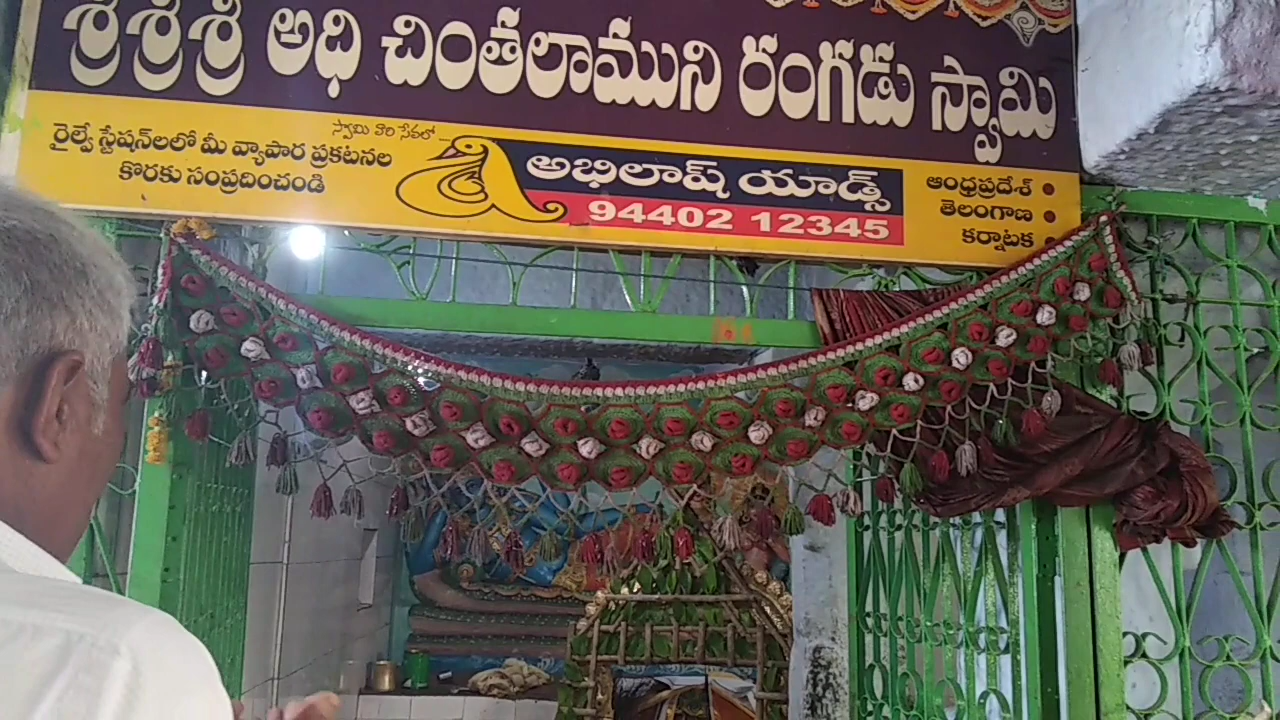 శ్రీశ్రీశ్రీ అధి చింతలాముని రంగడు స్వామి
స్వామి వారి సేవలో
రైల్వే స్టేషన్‌లలో మీ వ్యాపార ప్రకటనల
కొరకు సంప్రదించండి
అభిలాష్ యాడ్స్
94402 12345
ఆంధ్రప్రదేశ్
తెలంగాణ
కర్నాటక